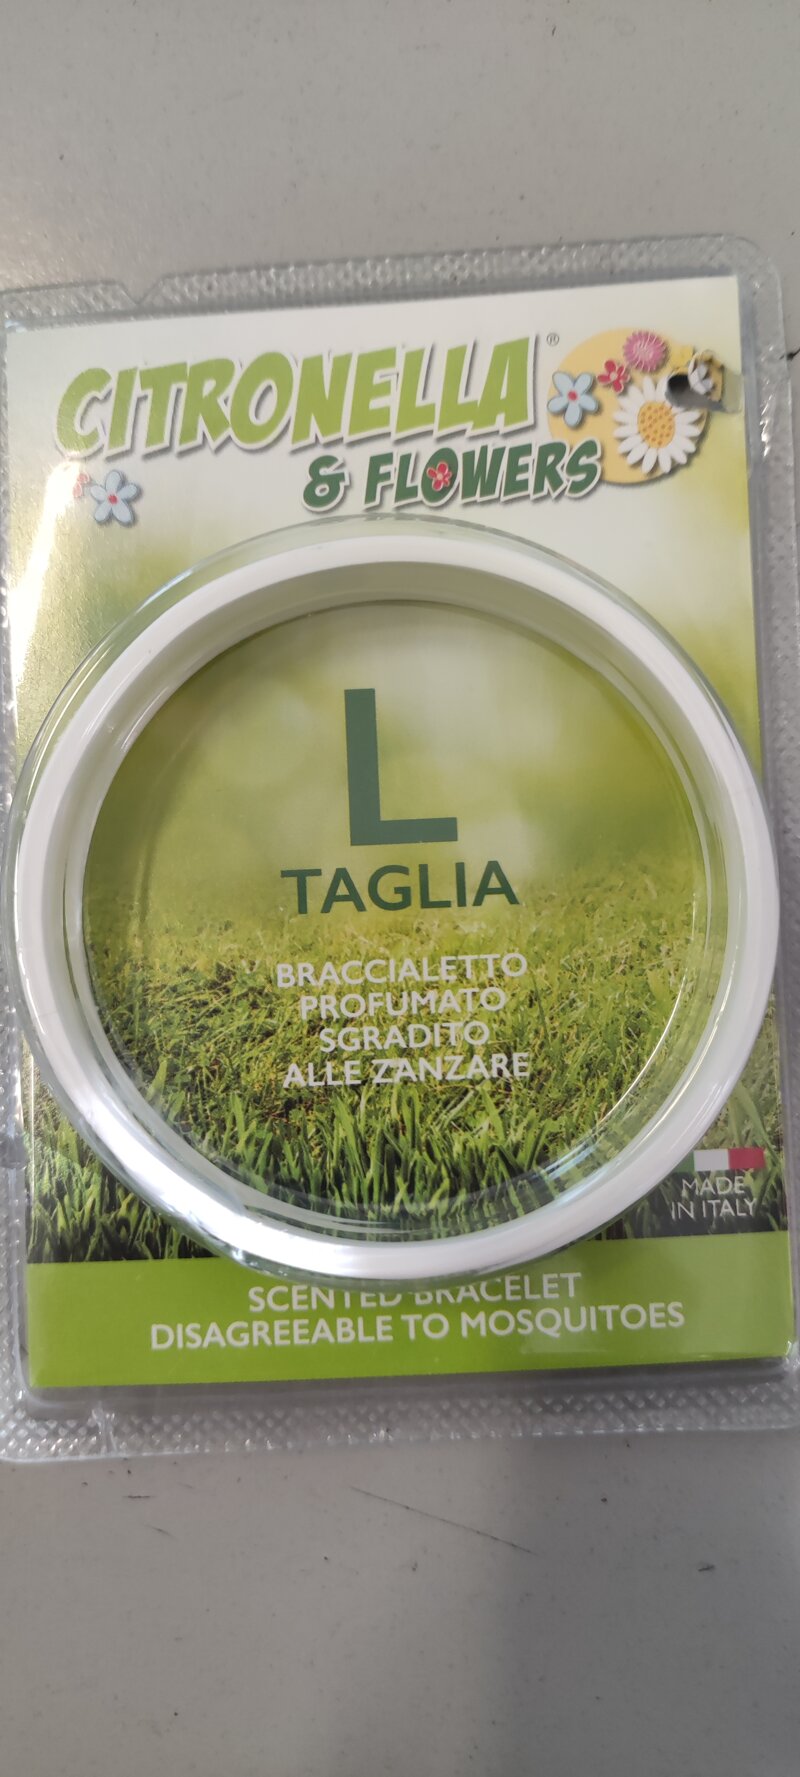 CITRONELLA®
& FLOWERS
L
TAGLIA
BRACCIALETTO
PROFUMATO
SGRADITO
ALLE ZANZARE
MADE
IN ITALY
SCENTED BRACELET
DISAGREEABLE TO MOSQUITOES